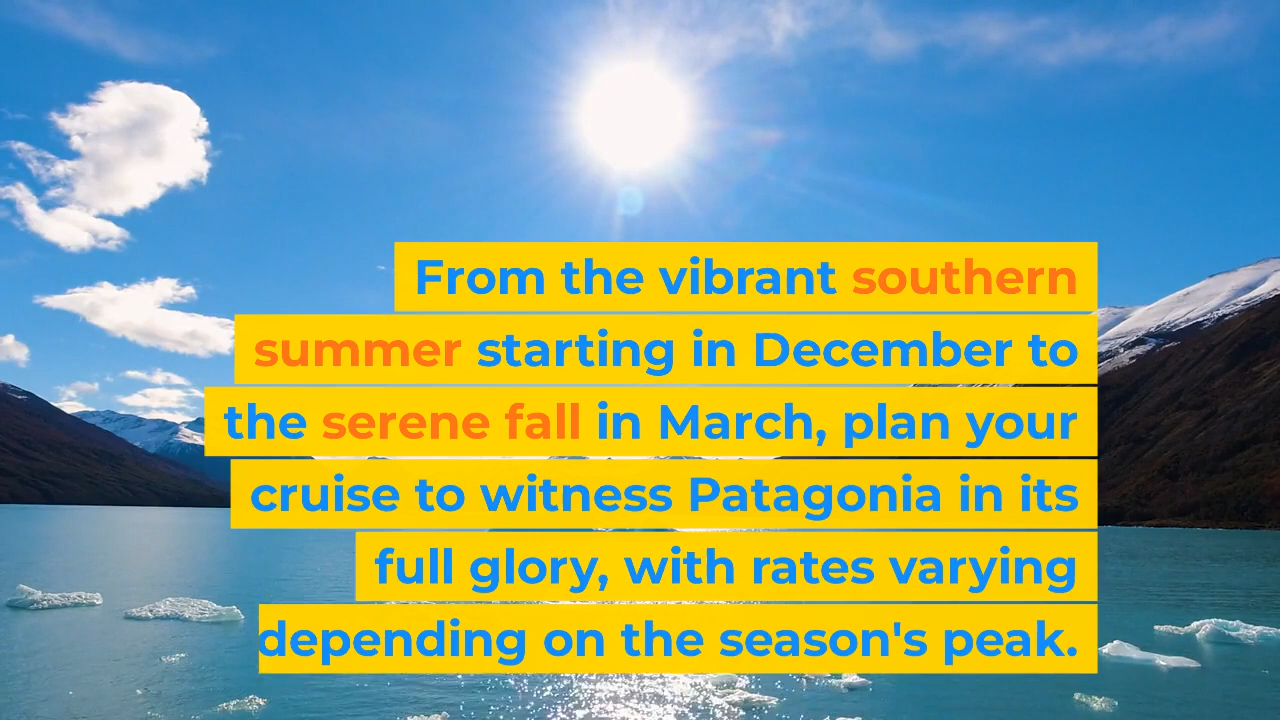 From the vibrant southern
summer starting in December to
the serene fall in March, plan your
cruise to witness Patagonia in its
full glory, with rates varying
depending on the season's peak.